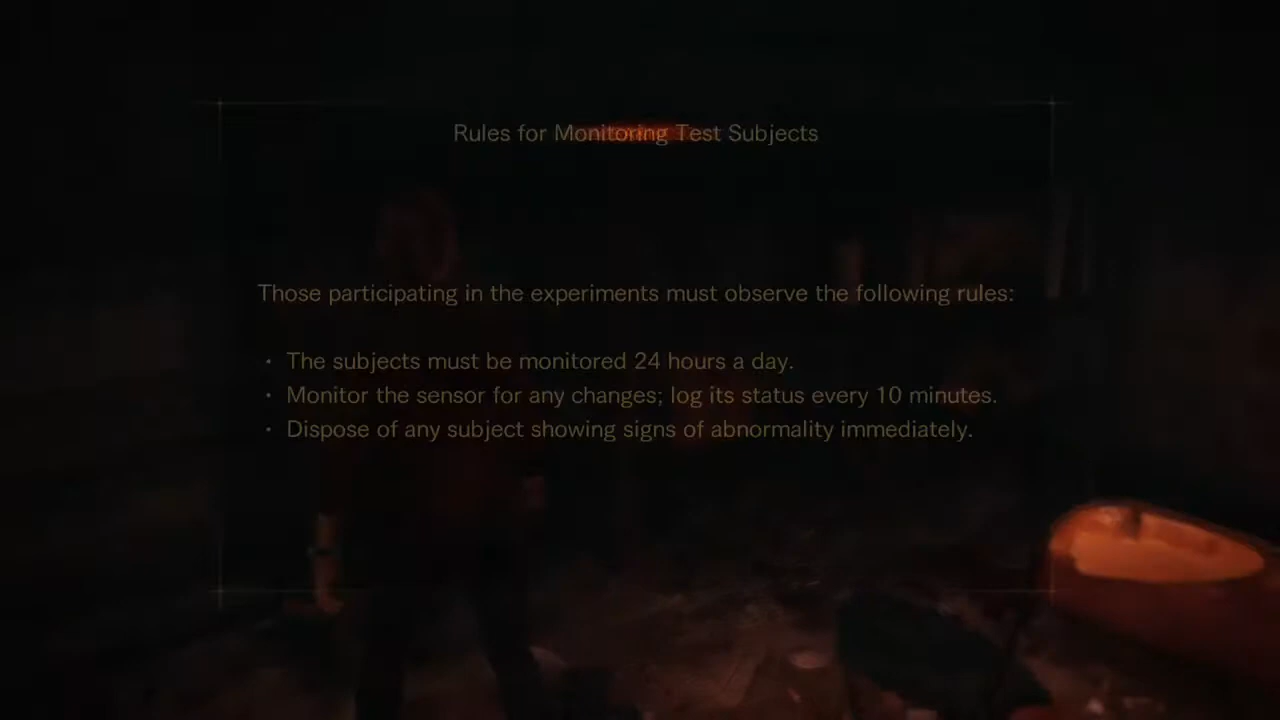 Rules for Monitoring Test Subjects
Those participating in the experiments must observe the following rules:
・ The subjects must be monitored 24 hours a day.
・ Monitor the sensor for any changes; log its status every 10 minutes.
・ Dispose of any subject showing signs of abnormality immediately.